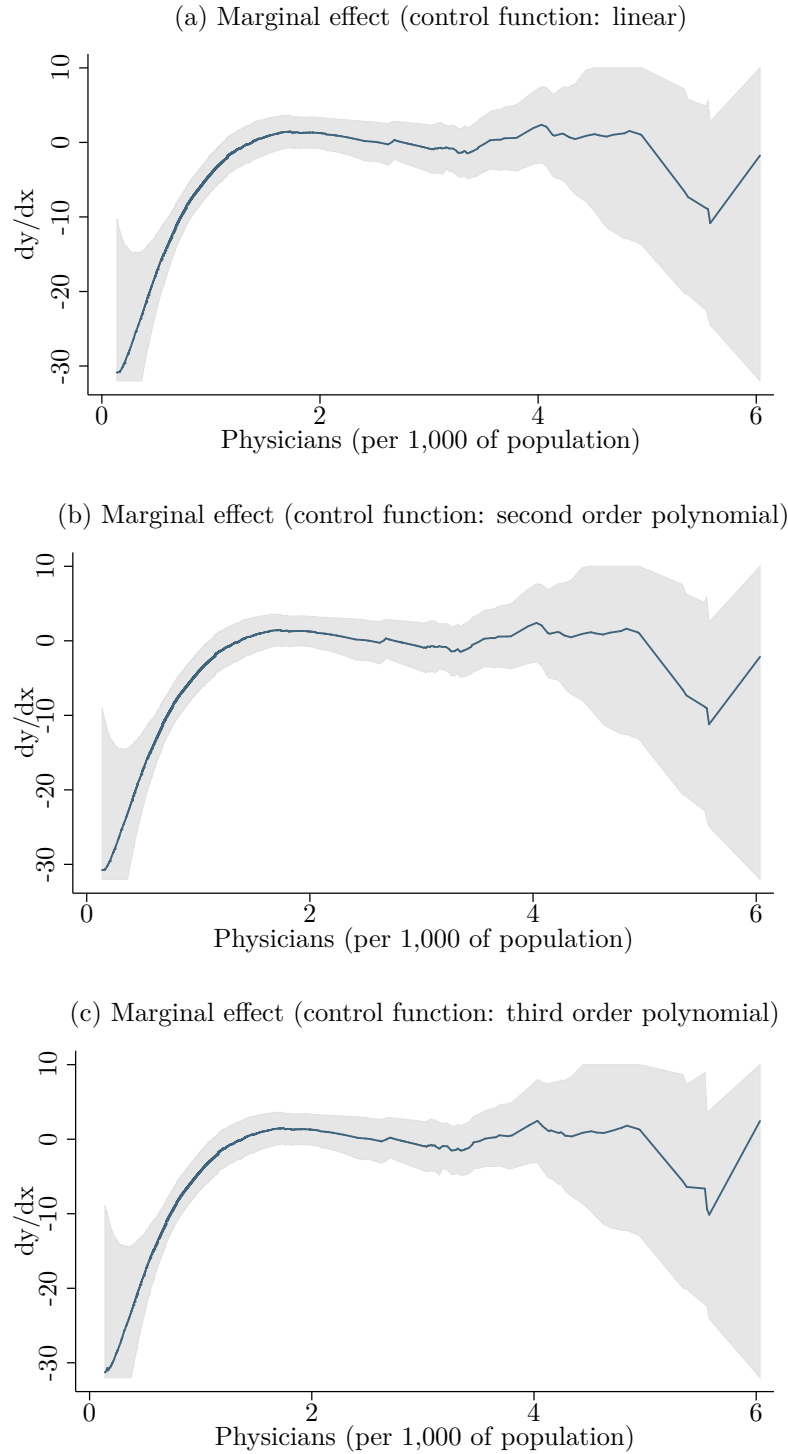 (a) Marginal effect (control function: linear)
dy/dx
10
0
-10
-20
-30
0 2 4 6
Physicians (per 1,000 of population)
(b) Marginal effect (control function: second order polynomial)
dy/dx
10
0
-10
-20
-30
0 2 4 6
Physicians (per 1,000 of population)
(c) Marginal effect (control function: third order polynomial)
dy/dx
10
0
-10
-20
-30
0 2 4 6
Physicians (per 1,000 of population)